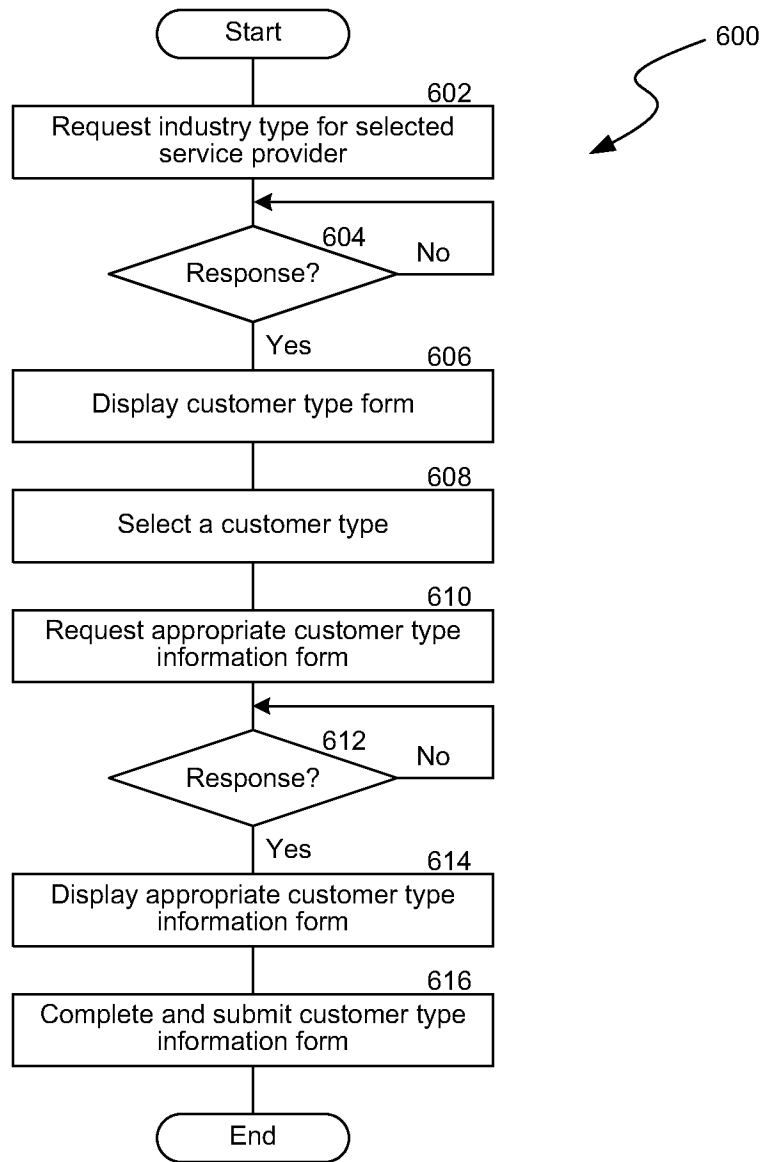 Start
600
602
Request industry type for selected
service provider
604
Response?
No
Yes
606
Display customer type form
608
Select a customer type
610
Request appropriate customer type
information form
612
Response?
No
Yes
614
Display appropriate customer type
information form
616
Complete and submit customer type
information form
End